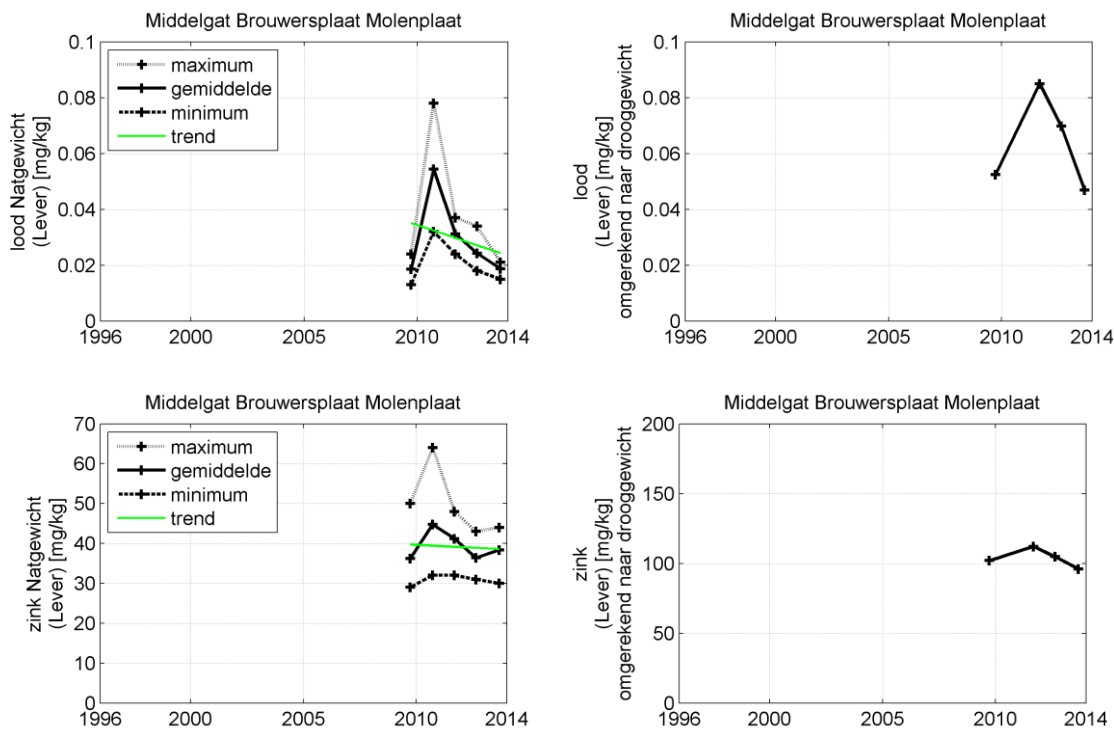 Middelgat Brouwersplaat Molenplaat
lood Natgewicht
(Lever) [mg/kg]
0.1
0.08
0.06
0.04
0.02
0
maximum
gemiddelde
minimum
trend
1996
2000
2005
2010
2014
Middelgat Brouwersplaat Molenplaat
lood
(Lever) [mg/kg]
omgerekend naar drooggewicht
0.1
0.08
0.06
0.04
0.02
0
1996
2000
2005
2010
2014
Middelgat Brouwersplaat Molenplaat
zink Natgewicht
(Lever) [mg/kg]
70
60
50
40
30
20
10
0
maximum
gemiddelde
minimum
trend
1996
2000
2005
2010
2014
Middelgat Brouwersplaat Molenplaat
zink
(Lever) [mg/kg]
omgerekend naar drooggewicht
200
150
100
50
0
1996
2000
2005
2010
2014